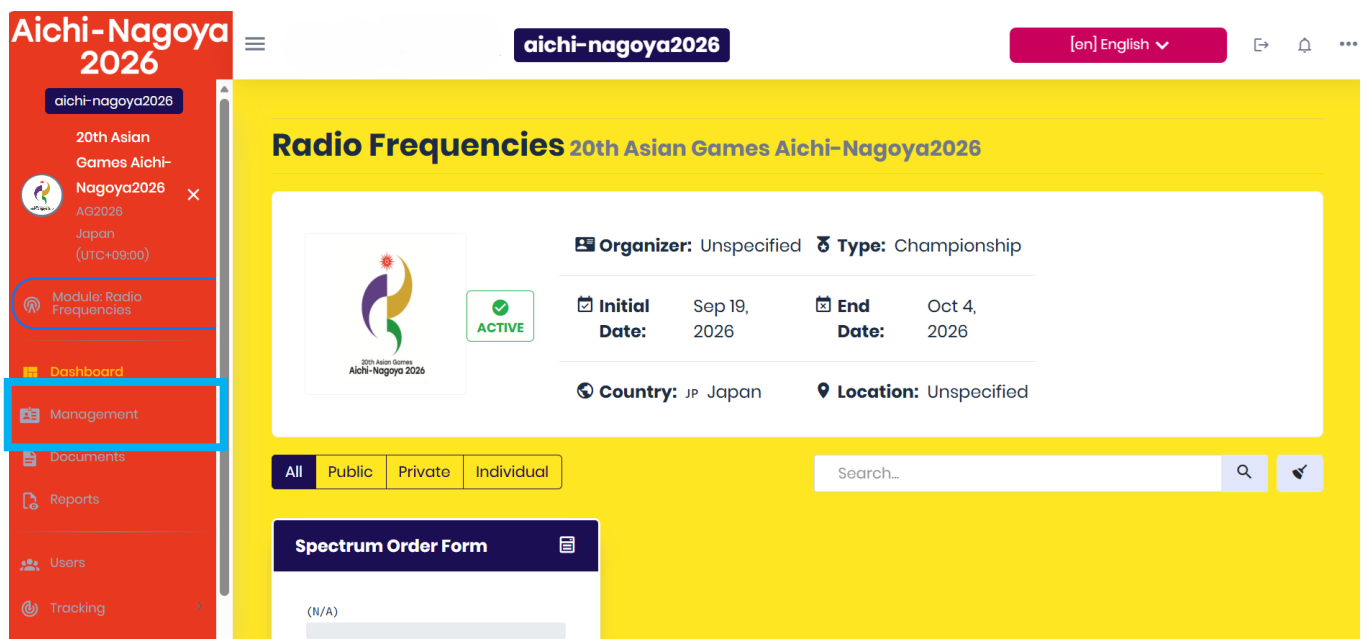 Aichi-Nagoya
2026
aichi-nagoya2026
20th Asian
Games Aichi-
Nagoya2026
AG2026
Japan
(UTC+09:00)
Module: Radio
Frequencies
Dashboard
Management
Documents
Reports
Users
Tracking
aichi-nagoya2026
[en] English
Radio Frequencies 20th Asian Games Aichi-Nagoya2026
20th Asian Games
Aichi-Nagoya 2026
ACTIVE
Organizer: Unspecified Type: Championship
Initial Date: Sep 19, 2026 End Date: Oct 4, 2026
Country: JP Japan Location: Unspecified
All Public Private Individual
Search...
Spectrum Order Form
(N/A)